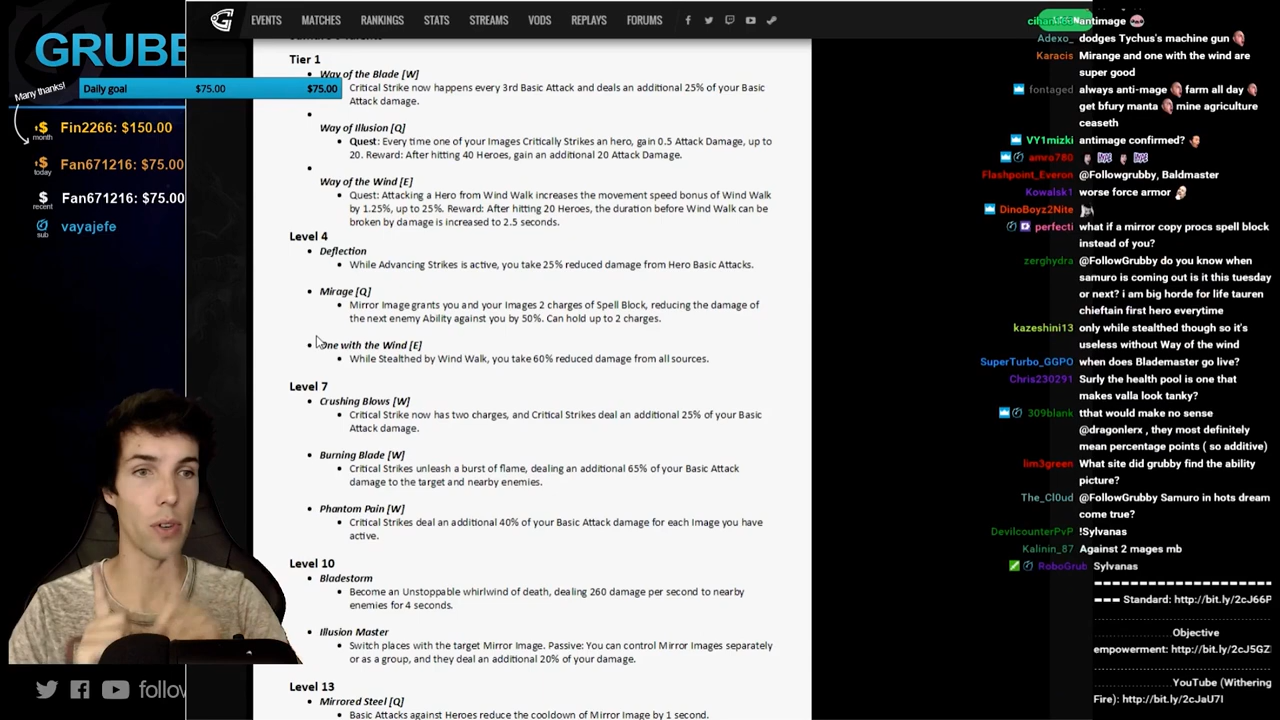 GRUBB
Many thanks!
Daily goal $75.00 $75.00
month Fin2266: $150.00
today Fan671216: $75.00
recent Fan671216: $75.00
sub vayajefe
follow
EVENTS MATCHES RANKINGS STATS STREAMS VODS REPLAYS FORUMS
Tier 1
Way of the Blade [W]
Critical Strike now happens every 3rd Basic Attack and deals an additional 25% of your Basic
Attack damage.
Way of Illusion [Q]
Quest: Every time one of your Images Critically Strikes an hero, gain 0.5 Attack Damage, up to
20. Reward: After hitting 40 Heroes, gain an additional 20 Attack Damage.
Way of the Wind [E]
Quest: Attacking a Hero from Wind Walk increases the movement speed bonus of Wind Walk
by 1.25%, up to 25%. Reward: After hitting 20 Heroes, the duration before Wind Walk can be
broken by damage is increased to 2.5 seconds.
Level 4
Deflection
While Advancing Strikes is active, you take 25% reduced damage from Hero Basic Attacks.
Mirage [Q]
Mirror Image grants you and your Images 2 charges of Spell Block, reducing the damage of
the next enemy Ability against you by 50%. Can hold up to 2 charges.
One with the Wind [E]
While Stealthed by Wind Walk, you take 60% reduced damage from all sources.
Level 7
Crushing Blows [W]
Critical Strike now has two charges, and Critical Strikes deal an additional 25% of your Basic
Attack damage.
Burning Blade [W]
Critical Strikes unleash a burst of flame, dealing an additional 65% of your Basic Attack
damage to the target and nearby enemies.
Phantom Pain [W]
Critical Strikes deal an additional 40% of your Basic Attack damage for each Image you have
active.
Level 10
Bladestorm
Become an Unstoppable whirlwind of death, dealing 260 damage per second to nearby
enemies for 4 seconds.
Illusion Master
Switch places with the target Mirror Image. Passive: You can control Mirror Images separately
or as a group, and they deal an additional 20% of your damage.
Level 13
Mirrored Steel [Q]
Basic Attacks against Heroes reduce the cooldown of Mirror Image by 1 second.
antimage
Adexo_ dodges Tychus's machine gun
Karacis Mirange and one with the wind are
super good
fontaged always anti-mage farm all day
get bfury manta mine agriculture
ceaseth
VY1mizki antimage confirmed?
amro780
Flashpoint_Everon @Followgrubby, Baldmaster
Kowalsk1 worse force armor
DinoBoyz2Nite
perfecti what if a mirror copy procs spell block
instead of you?
zerghydra @FollowGrubby do you know when
samuro is coming out is it this tuesday
or next? i am big horde for life tauren
chieftain first hero everytime
kazeshini13 only while stealthed though so it's
useless without Way of the wind
SuperTurbo_GGPO when does Blademaster go live?
Chris230291 Surly the health pool is one that
makes valla look tanky?
309blank tthat would make no sense
@dragonlerx , they most definitely
mean percentage points ( so additive)
lim3green What site did grubby find the ability
picture?
The_Cl0ud @FollowGrubby Samuro in hots dream
come true?
DevilcounterPvP !Sylvanas
Kalinin_87 Against 2 mages mb
RoboGrub Sylvanas
Standard: http://bit.ly/2cJ66P
Objective
empowerment: http://bit.ly/2cJ5GZ
YouTube (Withering
Fire): http://bit.ly/2cJaU7I